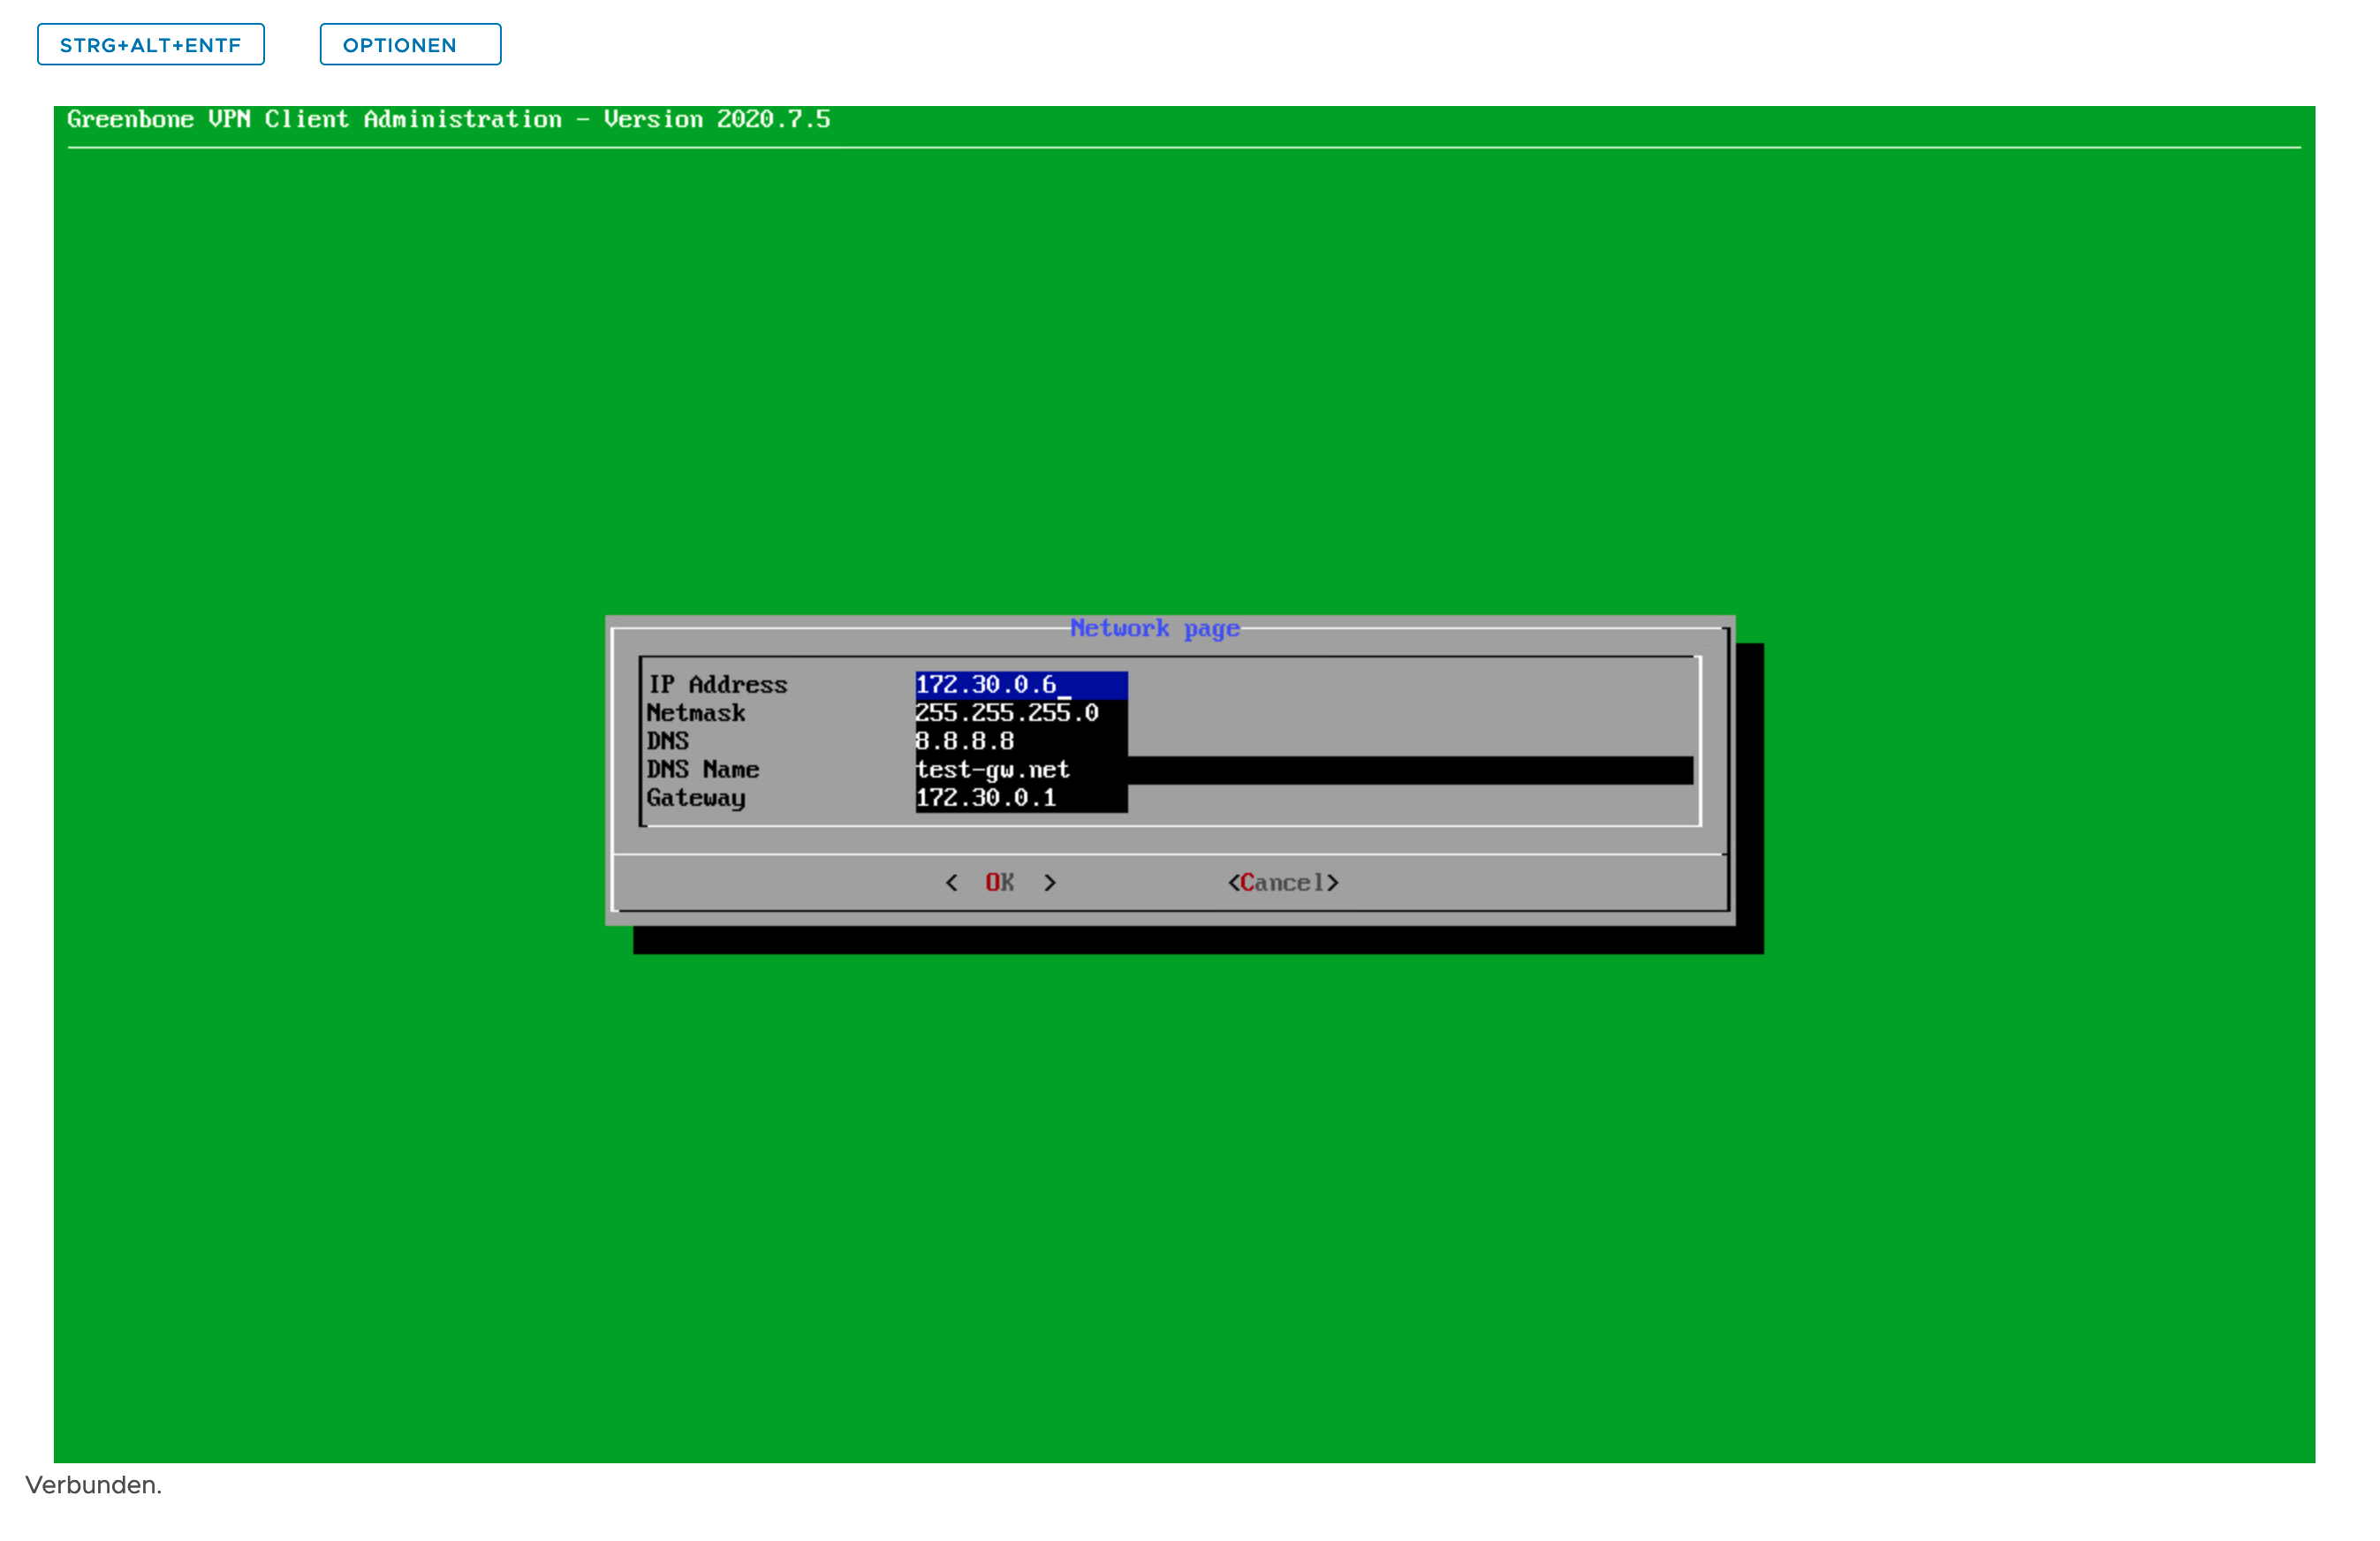 STRG+ALT+ENTF OPTIONEN
Greenbone VPN Client Administration - Version 2020.7.5
Network page
IP Address 172.30.0.6_
Netmask 255.255.255.0
DNS 8.8.8.8
DNS Name test-gw.net
Gateway 172.30.0.1
< OK > <Cancel>
Verbunden.